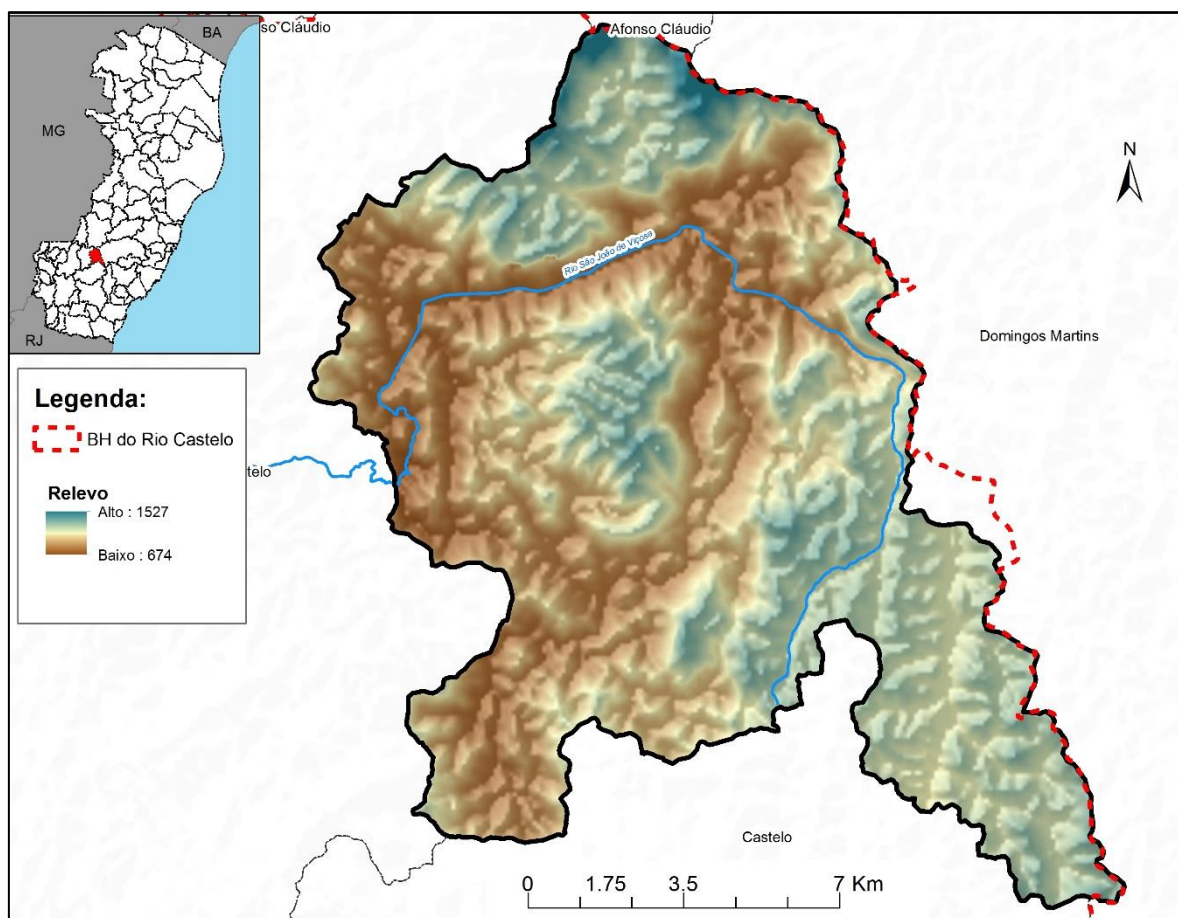 BA
so Cláudio
Afonso Cláudio
MG
N
Rio São João de Viçosa
RJ
Domingos Martins
Legenda:
BH do Rio Castelo
telo
Relevo
Alto : 1527
Baixo : 674
Castelo
0 1.75 3.5 7 Km